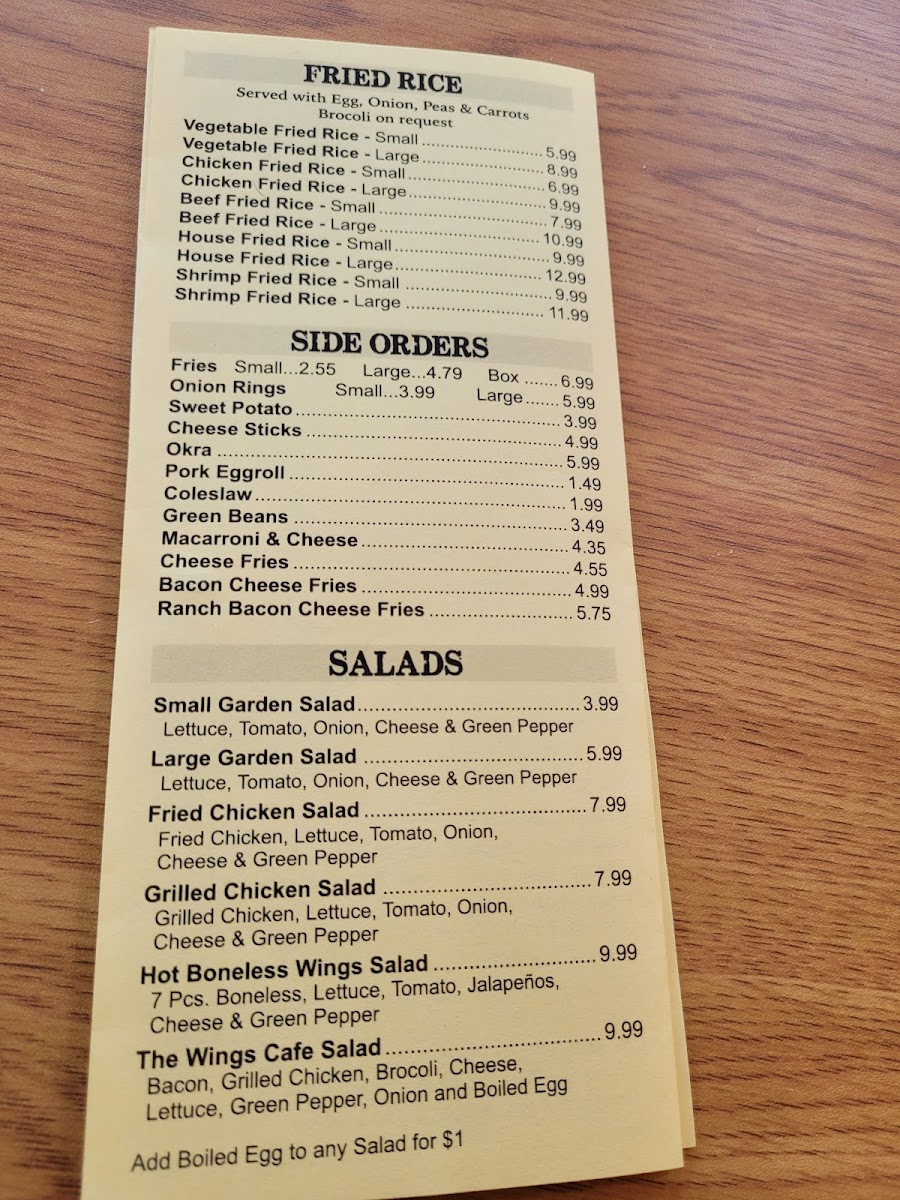 FRIED RICE
Served with Egg, Onion, Peas & Carrots
Brocoli on request
Vegetable Fried Rice - Small ........................ 5.99
Vegetable Fried Rice - Large ........................ 8.99
Chicken Fried Rice - Small ........................... 6.99
Chicken Fried Rice - Large ........................... 9.99
Beef Fried Rice - Small ................................. 7.99
Beef Fried Rice - Large ............................... 10.99
House Fried Rice - Small .............................. 9.99
House Fried Rice - Large ............................ 12.99
Shrimp Fried Rice - Small ............................ 9.99
Shrimp Fried Rice - Large .......................... 11.99
SIDE ORDERS
Fries Small...2.55 Large...4.79 Box .......6.99
Onion Rings Small...3.99 Large.......5.99
Sweet Potato .................................................. 3.99
Cheese Sticks ................................................ 4.99
Okra ................................................................ 5.99
Pork Eggroll .................................................... 1.49
Coleslaw ......................................................... 1.99
Green Beans .................................................. 3.49
Macarroni & Cheese ...................................... 4.35
Cheese Fries .................................................. 4.55
Bacon Cheese Fries ...................................... 4.99
Ranch Bacon Cheese Fries .......................... 5.75
SALADS
Small Garden Salad ....................................... 3.99
Lettuce, Tomato, Onion, Cheese & Green Pepper
Large Garden Salad ...................................... 5.99
Lettuce, Tomato, Onion, Cheese & Green Pepper
Fried Chicken Salad ...................................... 7.99
Fried Chicken, Lettuce, Tomato, Onion,
Cheese & Green Pepper
Grilled Chicken Salad ................................... 7.99
Grilled Chicken, Lettuce, Tomato, Onion,
Cheese & Green Pepper
Hot Boneless Wings Salad ........................... 9.99
7 Pcs. Boneless, Lettuce, Tomato, Jalapeños,
Cheese & Green Pepper
The Wings Cafe Salad ................................... 9.99
Bacon, Grilled Chicken, Brocoli, Cheese,
Lettuce, Green Pepper, Onion and Boiled Egg
Add Boiled Egg to any Salad for $1